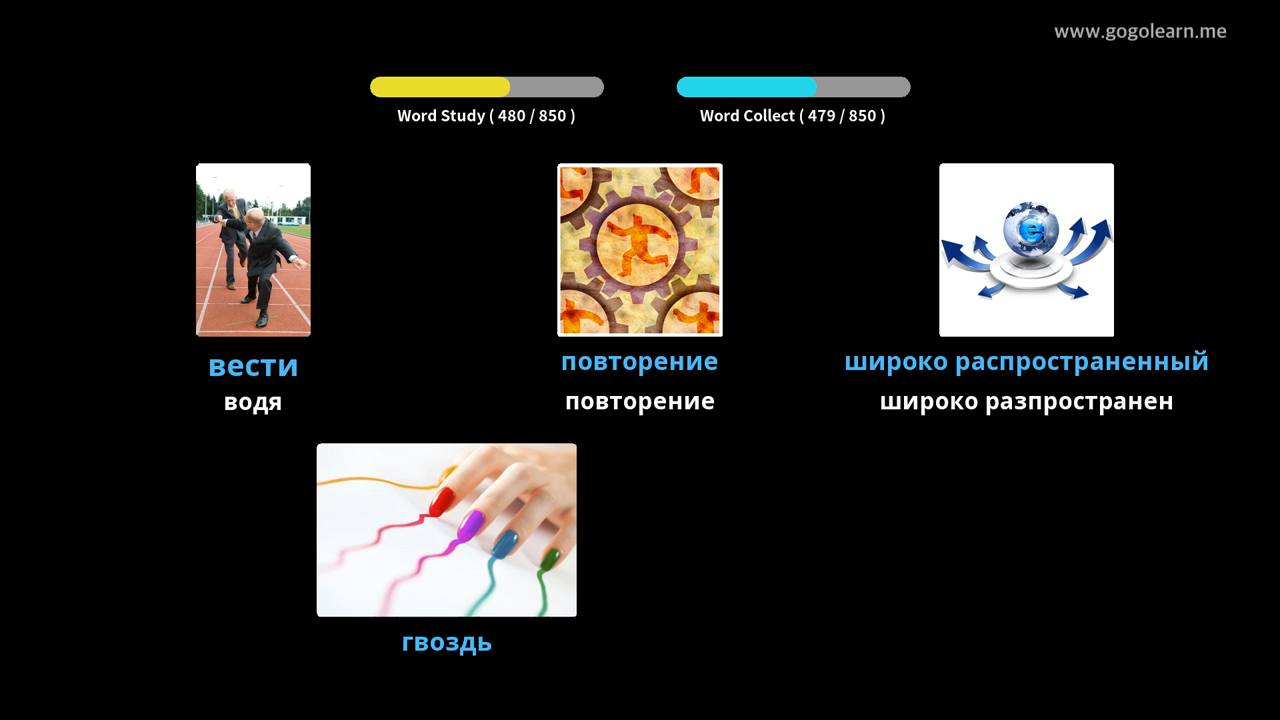 www.gogolearn.me
Word Study ( 480 / 850 )
Word Collect ( 479 / 850 )
вести
водя
повторение
повторение
широко распространенный
широко разпространен
гвоздь